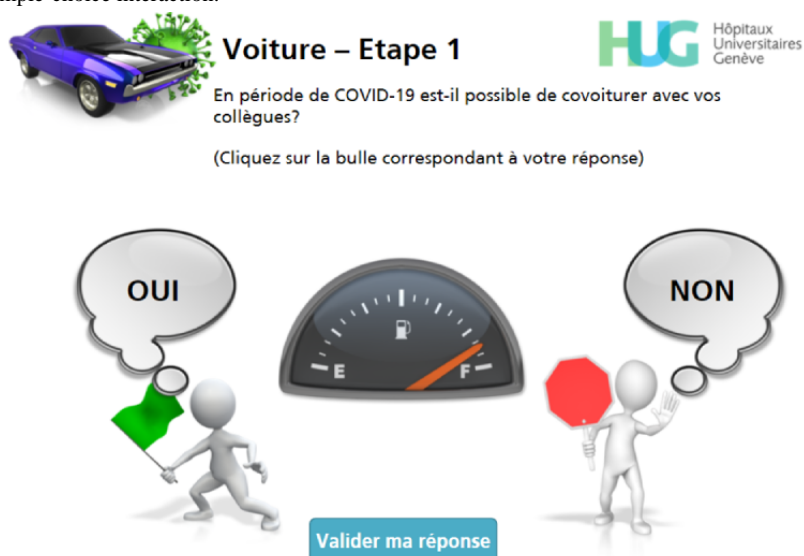 Voiture – Etape 1
HUG
Hôpitaux
Universitaires
Genève
En période de COVID-19 est-il possible de covoiturer avec vos
collègues?
(Cliquez sur la bulle correspondant à votre réponse)
OUI
NON
E
F
Valider ma réponse